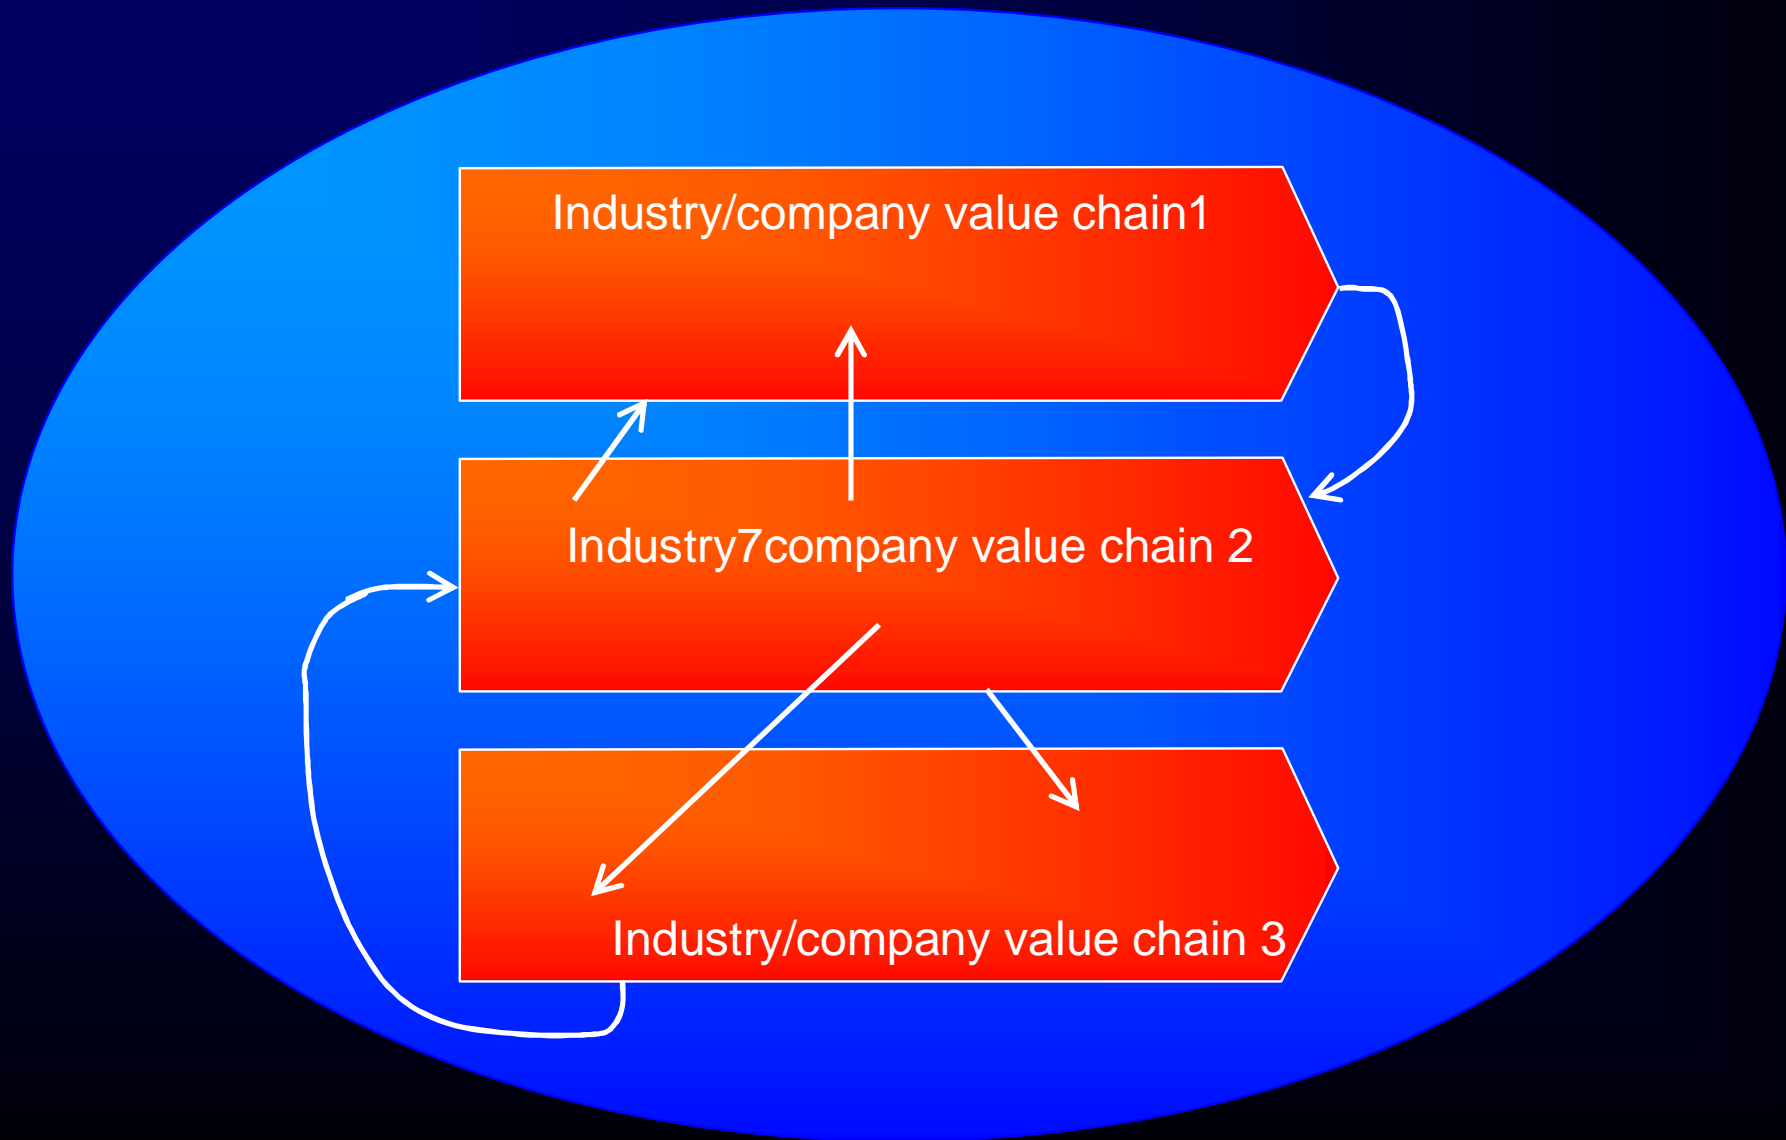 Industry/company value chain1
Industry7company value chain 2
Industry/company value chain 3